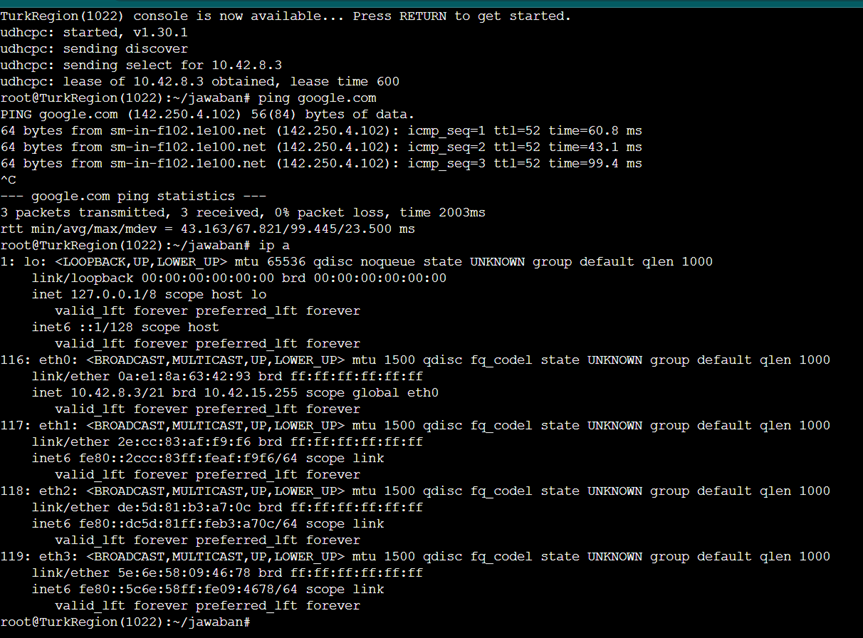 TurkRegion(1022) console is now available... Press RETURN to get started.
udhcpc: started, v1.30.1
udhcpc: sending discover
udhcpc: sending select for 10.42.8.3
udhcpc: lease of 10.42.8.3 obtained, lease time 600
root@TurkRegion(1022):~/jawaban# ping google.com
PING google.com (142.250.4.102) 56(84) bytes of data.
64 bytes from sm-in-f102.1e100.net (142.250.4.102): icmp_seq=1 ttl=52 time=60.8 ms
64 bytes from sm-in-f102.1e100.net (142.250.4.102): icmp_seq=2 ttl=52 time=43.1 ms
64 bytes from sm-in-f102.1e100.net (142.250.4.102): icmp_seq=3 ttl=52 time=99.4 ms
^C
--- google.com ping statistics ---
3 packets transmitted, 3 received, 0% packet loss, time 2003ms
rtt min/avg/max/mdev = 43.163/67.821/99.445/23.500 ms
root@TurkRegion(1022):~/jawaban# ip a
1: lo: <LOOPBACK,UP,LOWER_UP> mtu 65536 qdisc noqueue state UNKNOWN group default qlen 1000
    link/loopback 00:00:00:00:00:00 brd 00:00:00:00:00:00
    inet 127.0.0.1/8 scope host lo
       valid_lft forever preferred_lft forever
    inet6 ::1/128 scope host
       valid_lft forever preferred_lft forever
116: eth0: <BROADCAST,MULTICAST,UP,LOWER_UP> mtu 1500 qdisc fq_codel state UNKNOWN group default qlen 1000
    link/ether 0a:e1:8a:63:42:93 brd ff:ff:ff:ff:ff:ff
    inet 10.42.8.3/21 brd 10.42.15.255 scope global eth0
       valid_lft forever preferred_lft forever
117: eth1: <BROADCAST,MULTICAST,UP,LOWER_UP> mtu 1500 qdisc fq_codel state UNKNOWN group default qlen 1000
    link/ether 2e:cc:83:af:f9:f6 brd ff:ff:ff:ff:ff:ff
    inet6 fe80::2ccc:83ff:feaf:f9f6/64 scope link
       valid_lft forever preferred_lft forever
118: eth2: <BROADCAST,MULTICAST,UP,LOWER_UP> mtu 1500 qdisc fq_codel state UNKNOWN group default qlen 1000
    link/ether de:5d:81:b3:a7:0c brd ff:ff:ff:ff:ff:ff
    inet6 fe80::dc5d:81ff:feb3:a70c/64 scope link
       valid_lft forever preferred_lft forever
119: eth3: <BROADCAST,MULTICAST,UP,LOWER_UP> mtu 1500 qdisc fq_codel state UNKNOWN group default qlen 1000
    link/ether 5e:6e:58:09:46:78 brd ff:ff:ff:ff:ff:ff
    inet6 fe80::5c6e:58ff:fe09:4678/64 scope link
       valid_lft forever preferred_lft forever
root@TurkRegion(1022):~/jawaban#